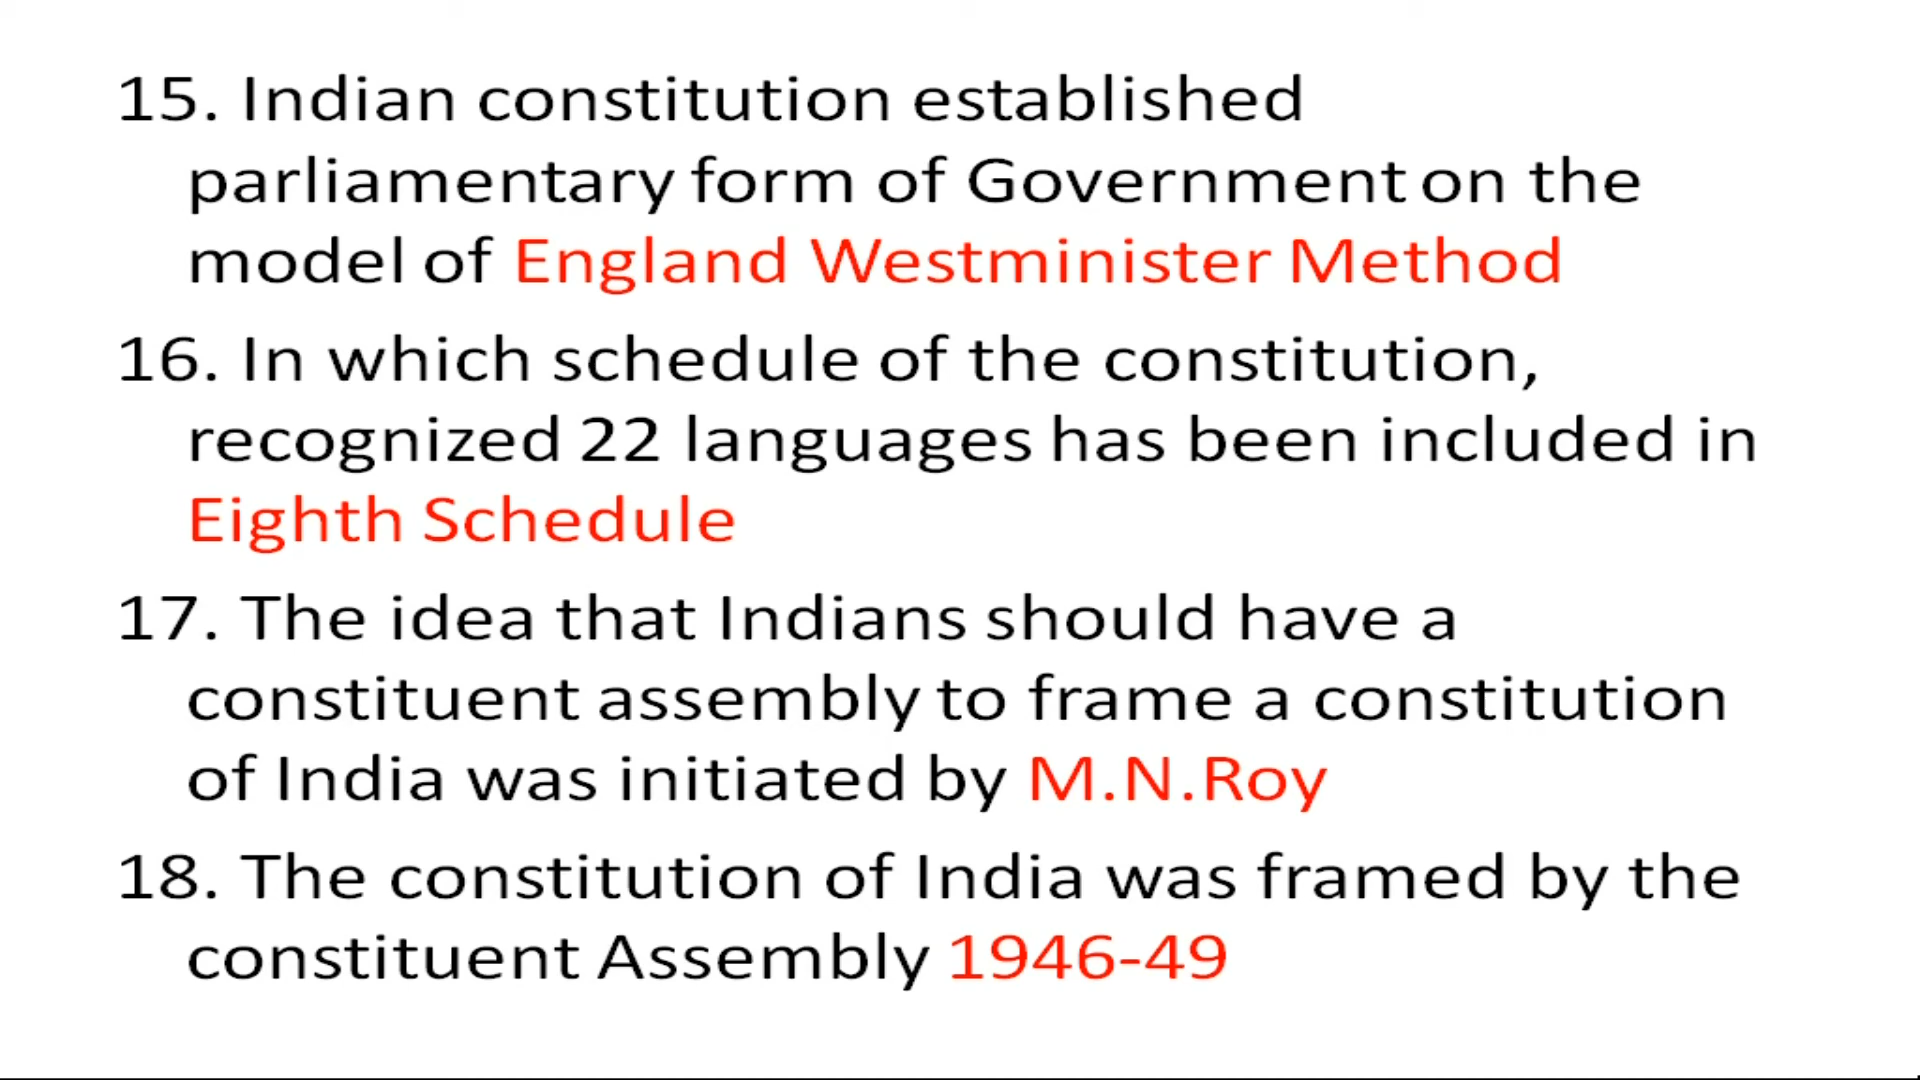 15. Indian constitution established
parliamentary form of Government on the
model of England Westminister Method
16. In which schedule of the constitution,
recognized 22 languages has been included in
Eighth Schedule
17. The idea that Indians should have a
constituent assembly to frame a constitution
of India was initiated by M.N.Roy
18. The constitution of India was framed by the
constituent Assembly 1946-49